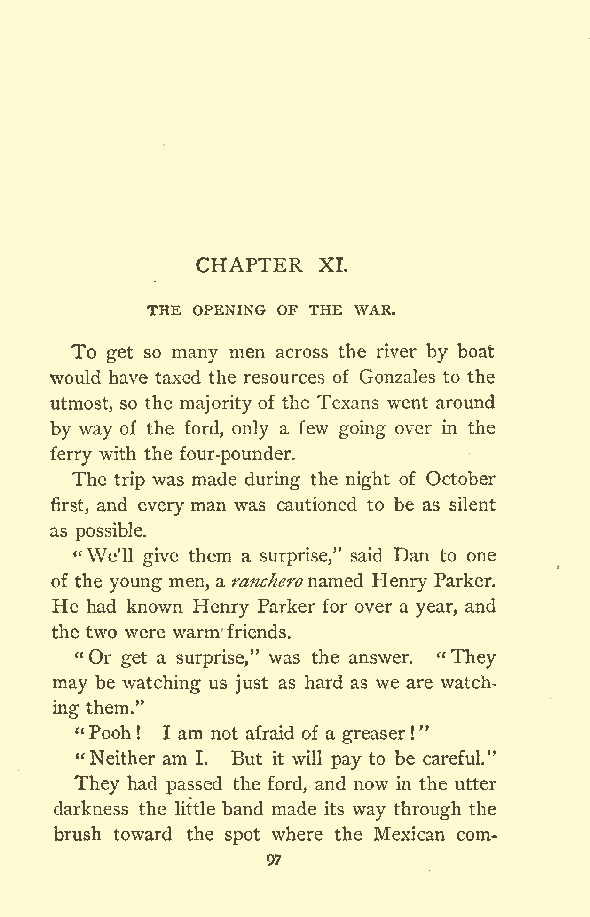 CHAPTER XI.
THE OPENING OF THE WAR.
To get so many men across the river by boat
would have taxed the resources of Gonzales to the
utmost, so the majority of the Texans went around
by way of the ford, only a few going over in the
ferry with the four-pounder.
The trip was made during the night of October
first, and every man was cautioned to be as silent
as possible.
"We'll give them a surprise," said Dan to one
of the young men, a ranchero named Henry Parker.
He had known Henry Parker for over a year, and
the two were warm friends.
"Or get a surprise," was the answer. "They
may be watching us just as hard as we are watch-
ing them."
"Pooh! I am not afraid of a greaser!"
"Neither am I. But it will pay to be careful."
They had passed the ford, and now in the utter
darkness the little band made its way through the
brush toward the spot where the Mexican com-
97